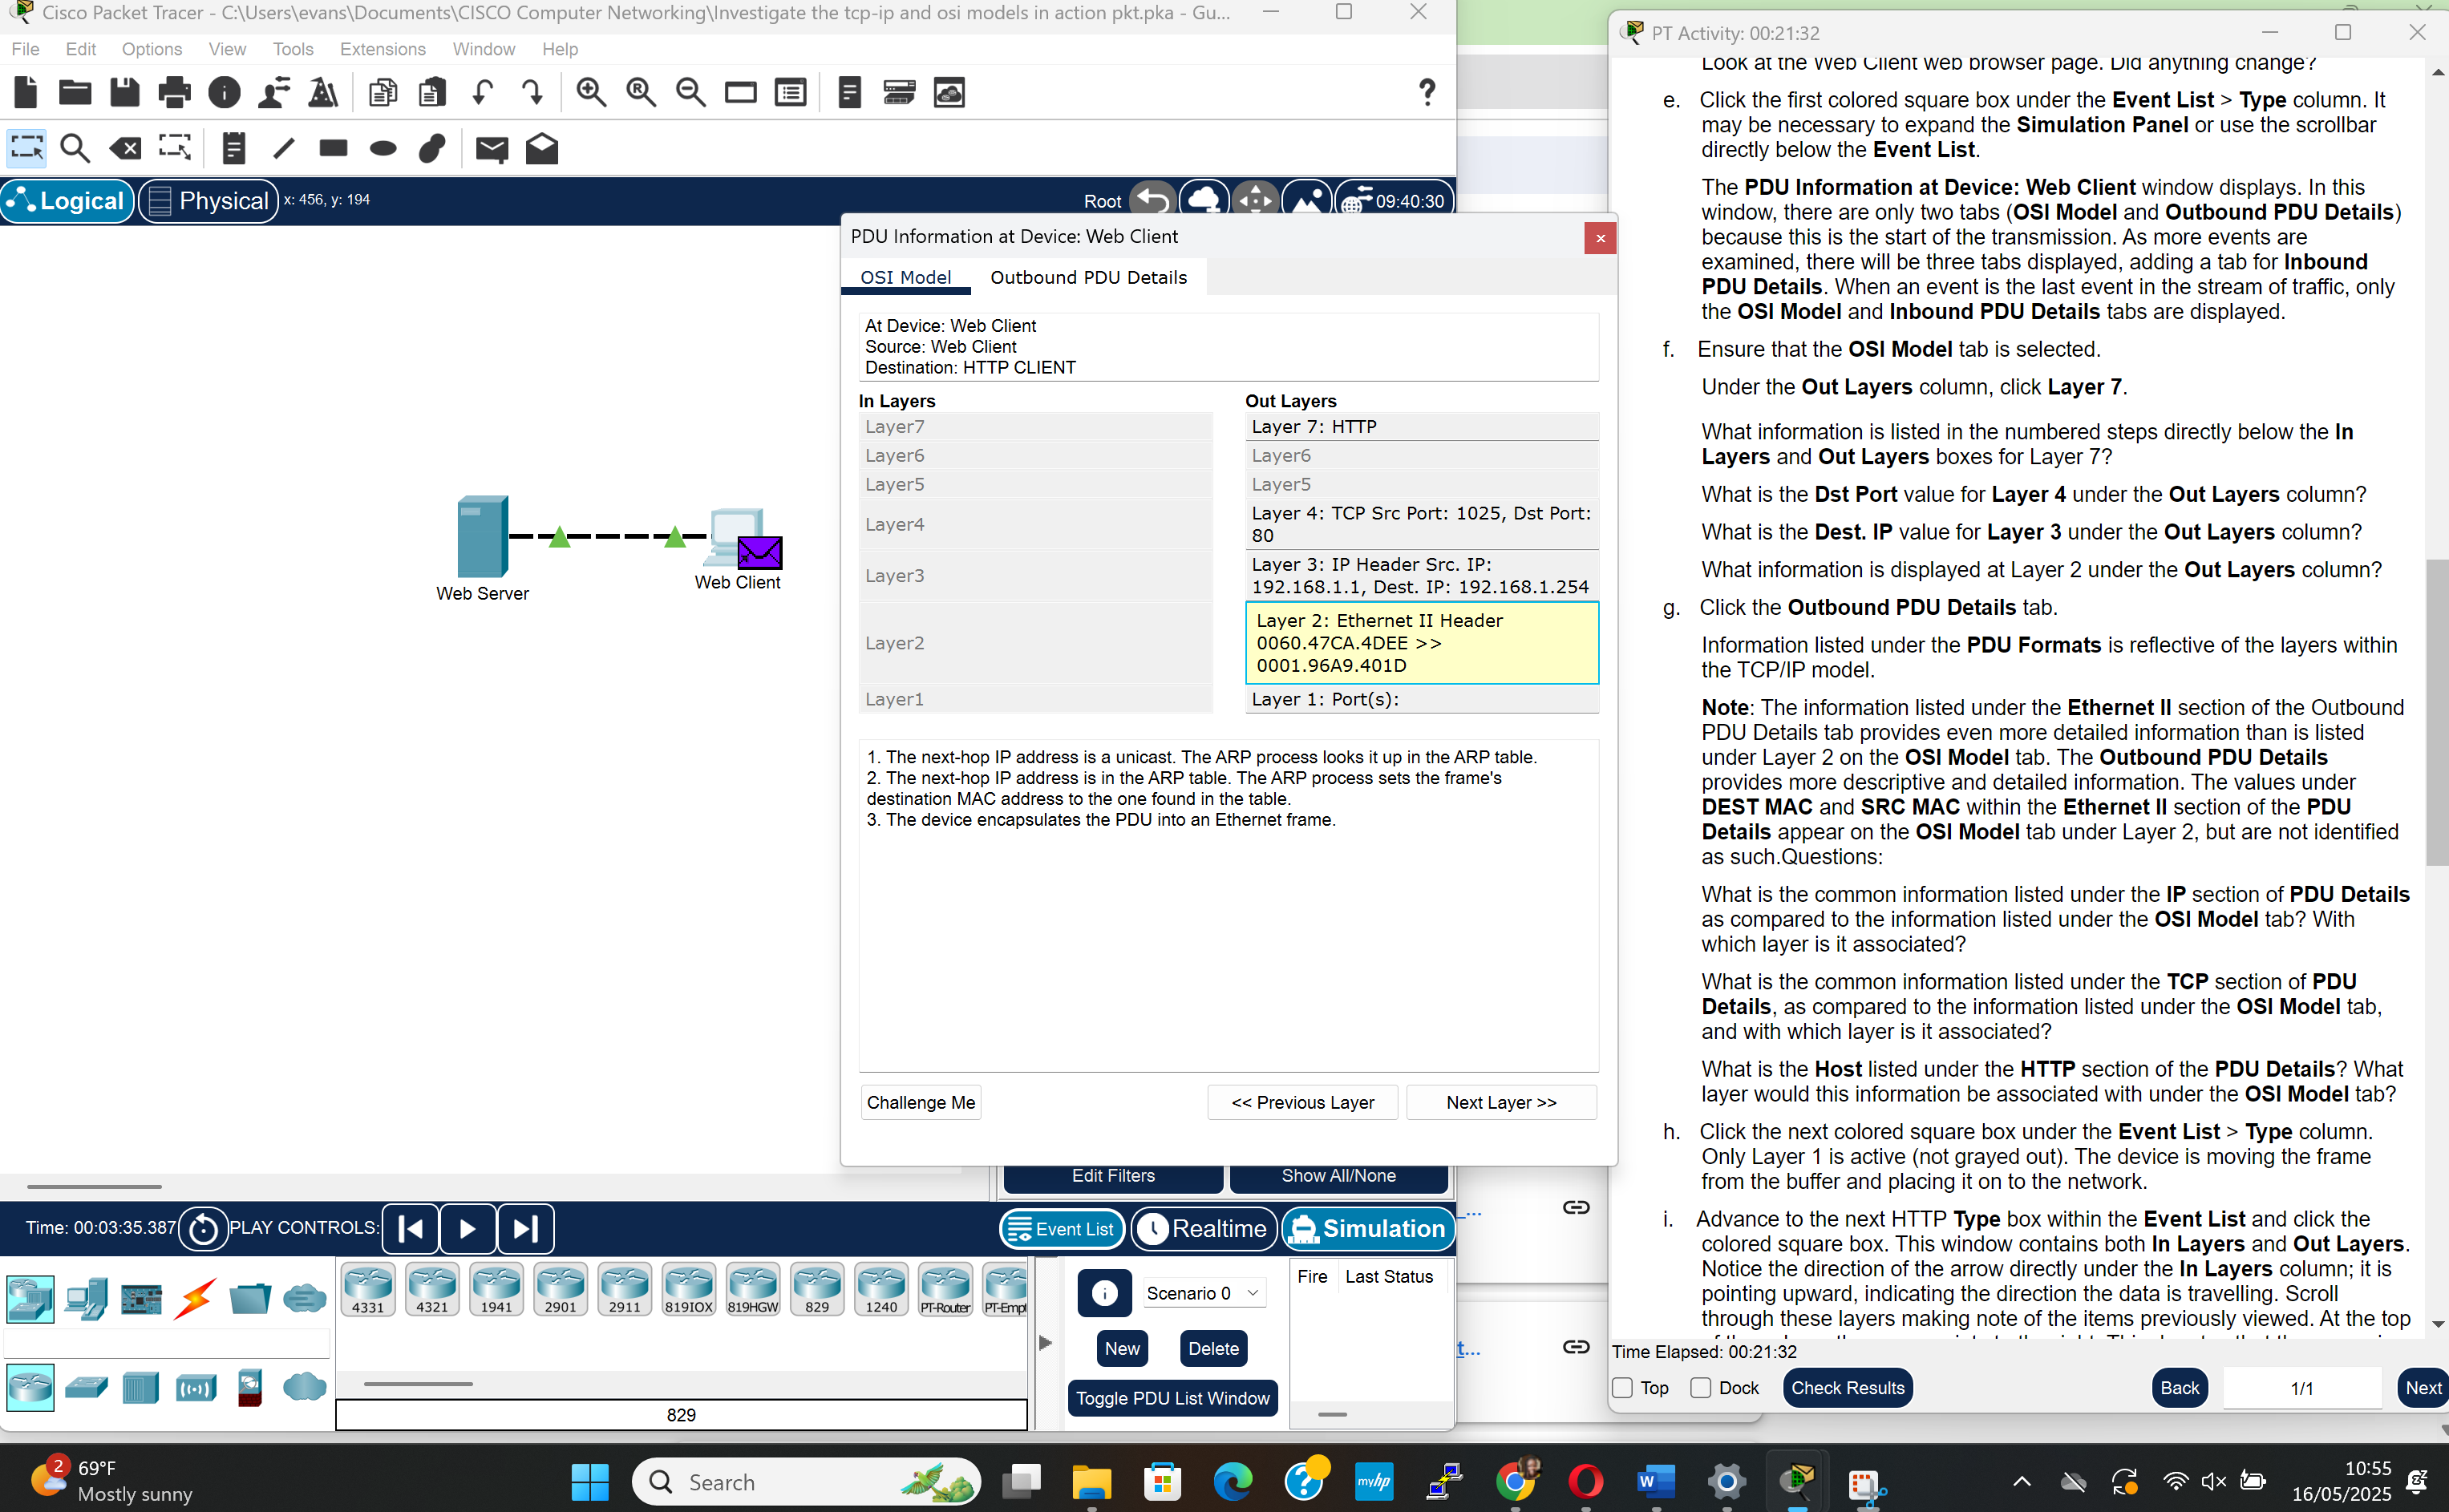 Cisco Packet Tracer - C:\Users\evans\Documents\CISCO Computer Networking\Investigate the tcp-ip and osi models in action pkt.pka - Gu...
File Edit Options View Tools Extensions Window Help
?
Logical Physical x: 456, y: 194
Root 09:40:30
Web Server
Web Client
PDU Information at Device: Web Client
OSI Model Outbound PDU Details
At Device: Web Client
Source: Web Client
Destination: HTTP CLIENT
In Layers
Layer7
Layer6
Layer5
Layer4
Layer3
Layer2
Layer1
Out Layers
Layer 7: HTTP
Layer6
Layer5
Layer 4: TCP Src Port: 1025, Dst Port:
80
Layer 3: IP Header Src. IP:
192.168.1.1, Dest. IP: 192.168.1.254
Layer 2: Ethernet II Header
0060.47CA.4DEE >>
0001.96A9.401D
Layer 1: Port(s):
1. The next-hop IP address is a unicast. The ARP process looks it up in the ARP table.
2. The next-hop IP address is in the ARP table. The ARP process sets the frame's
destination MAC address to the one found in the table.
3. The device encapsulates the PDU into an Ethernet frame.
Challenge Me << Previous Layer Next Layer >>
Edit Filters Show All/None
Time: 00:03:35.387 PLAY CONTROLS:
Event List Realtime Simulation
4331 4321 1941 2901 2911 819IOX 819HGW 829 1240 PT-Router PT-Empt
829
Scenario 0
New Delete
Toggle PDU List Window
Fire Last Status
...
t...
PT Activity: 00:21:32
Look at the Web Client web browser page. Did anything change?
e. Click the first colored square box under the Event List > Type column. It
may be necessary to expand the Simulation Panel or use the scrollbar
directly below the Event List.
The PDU Information at Device: Web Client window displays. In this
window, there are only two tabs (OSI Model and Outbound PDU Details)
because this is the start of the transmission. As more events are
examined, there will be three tabs displayed, adding a tab for Inbound
PDU Details. When an event is the last event in the stream of traffic, only
the OSI Model and Inbound PDU Details tabs are displayed.
f. Ensure that the OSI Model tab is selected.
Under the Out Layers column, click Layer 7.
What information is listed in the numbered steps directly below the In
Layers and Out Layers boxes for Layer 7?
What is the Dst Port value for Layer 4 under the Out Layers column?
What is the Dest. IP value for Layer 3 under the Out Layers column?
What information is displayed at Layer 2 under the Out Layers column?
g. Click the Outbound PDU Details tab.
Information listed under the PDU Formats is reflective of the layers within
the TCP/IP model.
Note: The information listed under the Ethernet II section of the Outbound
PDU Details tab provides even more detailed information than is listed
under Layer 2 on the OSI Model tab. The Outbound PDU Details
provides more descriptive and detailed information. The values under
DEST MAC and SRC MAC within the Ethernet II section of the PDU
Details appear on the OSI Model tab under Layer 2, but are not identified
as such.Questions:
What is the common information listed under the IP section of PDU Details
as compared to the information listed under the OSI Model tab? With
which layer is it associated?
What is the common information listed under the TCP section of PDU
Details, as compared to the information listed under the OSI Model tab,
and with which layer is it associated?
What is the Host listed under the HTTP section of the PDU Details? What
layer would this information be associated with under the OSI Model tab?
h. Click the next colored square box under the Event List > Type column.
Only Layer 1 is active (not grayed out). The device is moving the frame
from the buffer and placing it on to the network.
i. Advance to the next HTTP Type box within the Event List and click the
colored square box. This window contains both In Layers and Out Layers.
Notice the direction of the arrow directly under the In Layers column; it is
pointing upward, indicating the direction the data is travelling. Scroll
through these layers making note of the items previously viewed. At the top
Time Elapsed: 00:21:32
Top Dock Check Results Back 1/1 Next
2 69°F
Mostly sunny
Search
myhp
10:55
16/05/2025